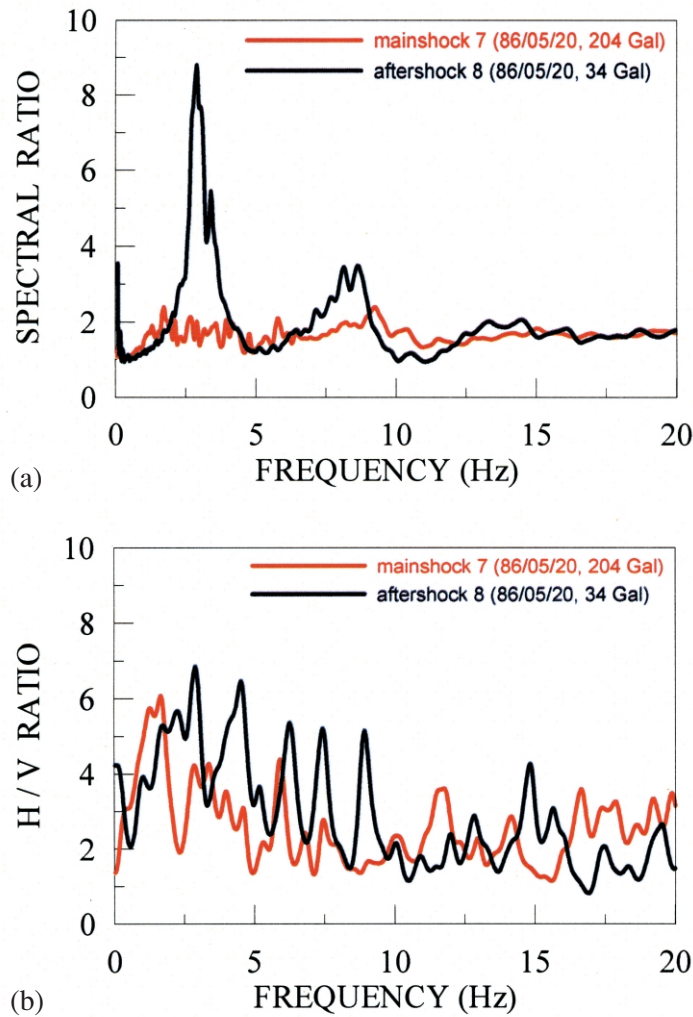 10
8
6
4
2
0
SPECTRAL RATIO
mainshock 7 (86/05/20, 204 Gal)
aftershock 8 (86/05/20, 34 Gal)
0 5 10 15 20
FREQUENCY (Hz)
(a)
10
8
6
4
2
0
H / V RATIO
mainshock 7 (86/05/20, 204 Gal)
aftershock 8 (86/05/20, 34 Gal)
0 5 10 15 20
FREQUENCY (Hz)
(b)